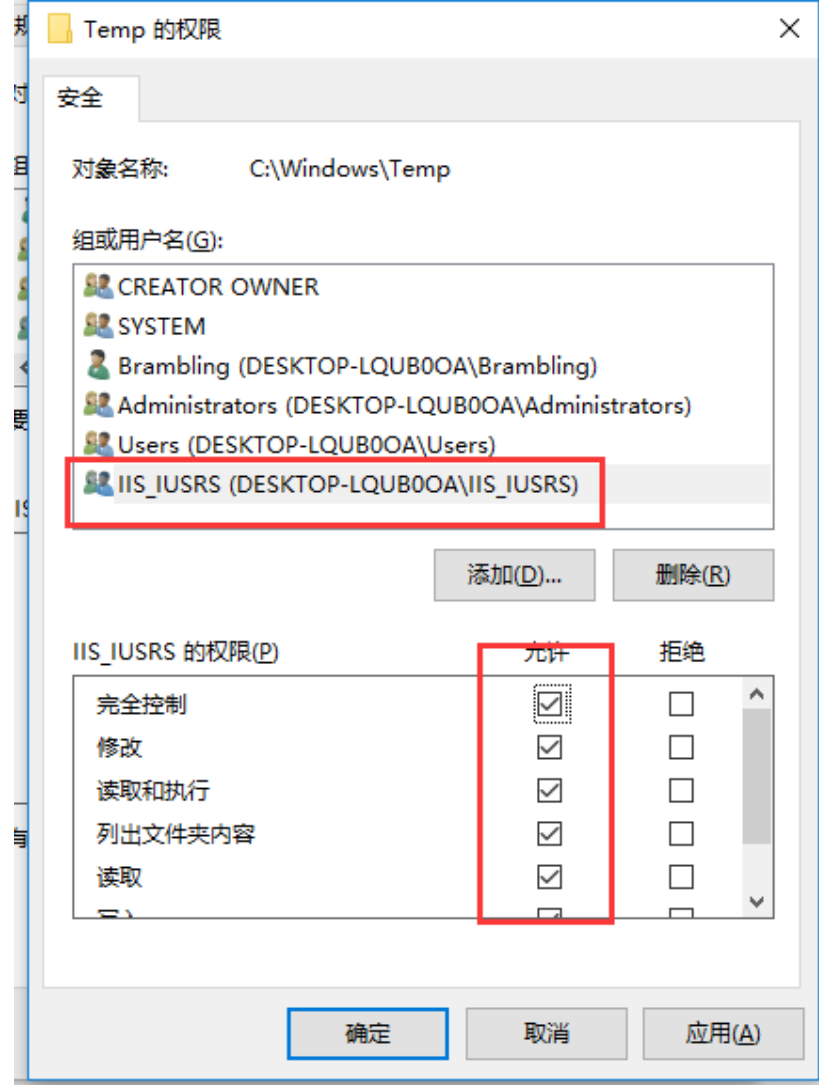 Temp 的权限
安全
对象名称: C:\Windows\Temp
组或用户名(G):
CREATOR OWNER
SYSTEM
Brambling (DESKTOP-LQUB0OA\Brambling)
Administrators (DESKTOP-LQUB0OA\Administrators)
Users (DESKTOP-LQUB0OA\Users)
IIS_IUSRS (DESKTOP-LQUB0OA\IIS_IUSRS)
添加(D)... 删除(R)
IIS_IUSRS 的权限(P) 允许 拒绝
完全控制
修改
读取和执行
列出文件夹内容
读取
确定 取消 应用(A)